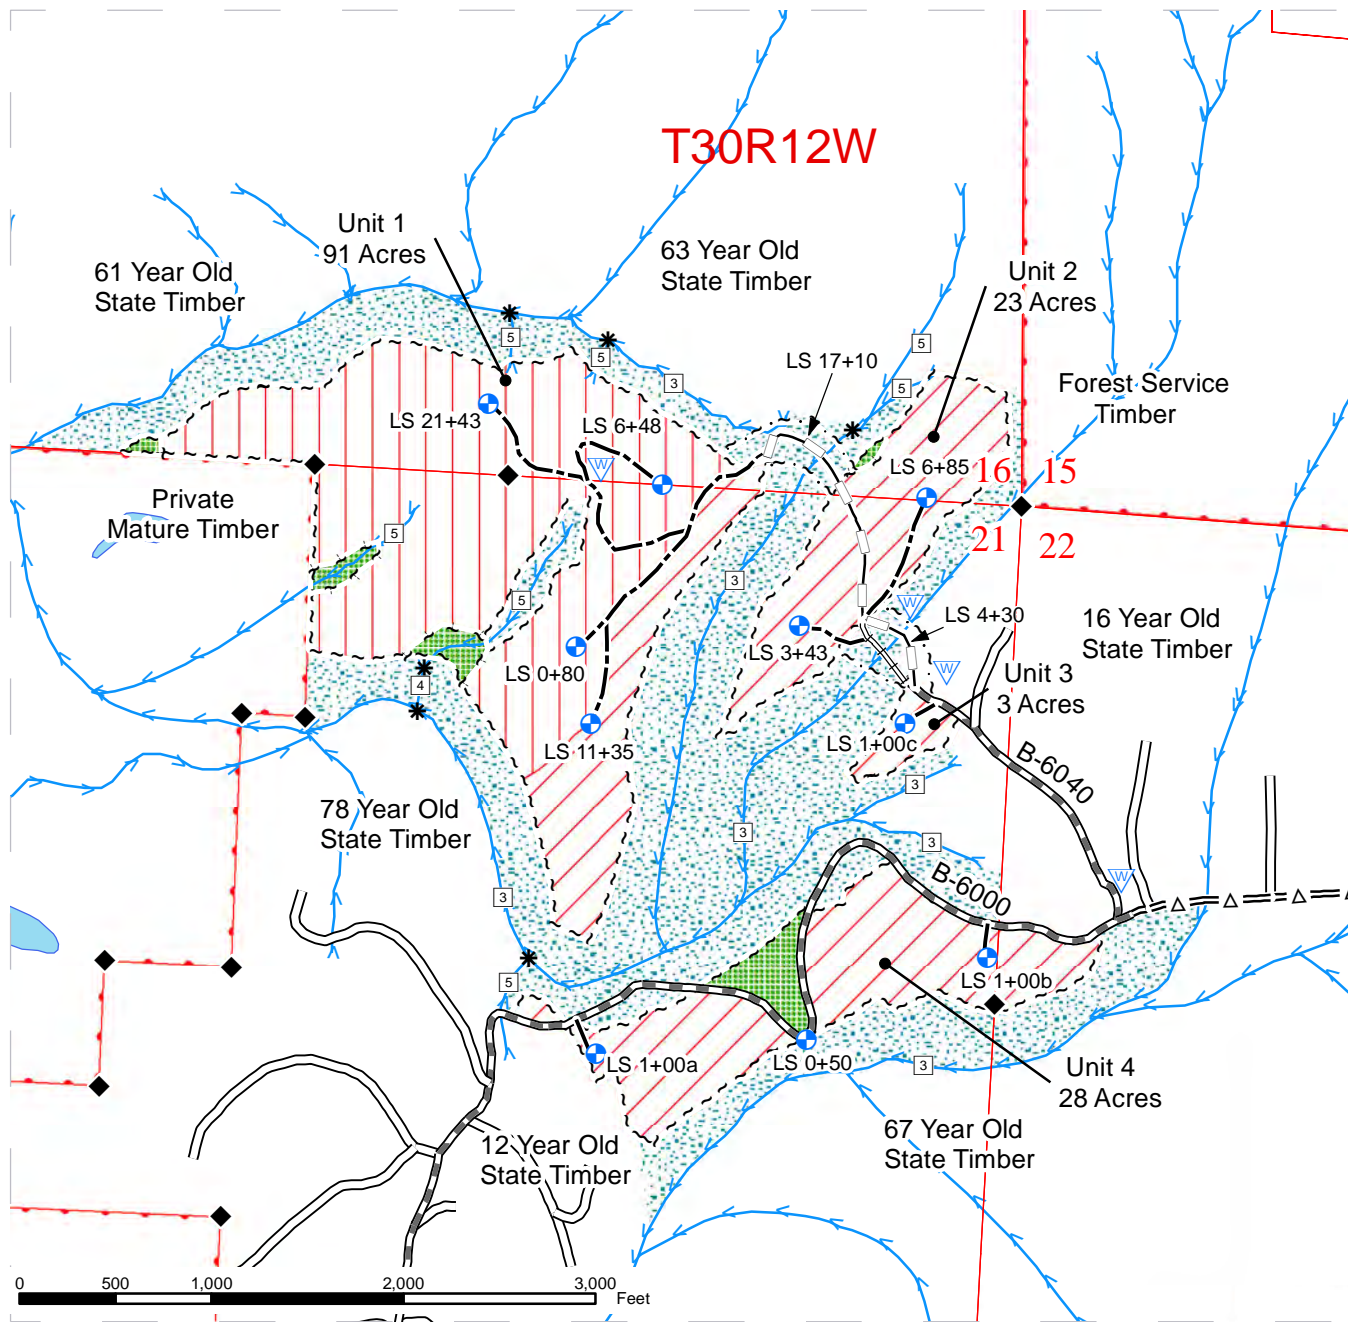 T30R12W
Unit 1
91 Acres
63 Year Old
State Timber
61 Year Old
State Timber
Unit 2
23 Acres
5
5
5
5
3
LS 17+10
Forest Service
Timber
LS 21+43
LS 6+48
W
LS 6+85
16
15
Private
Mature Timber
5
21
22
3
5
W
LS 4+30
16 Year Old
State Timber
LS 3+43
LS 0+80
W
Unit 3
3 Acres
4
LS 11+35
LS 1+00c
B-6040
3
78 Year Old
State Timber
3
3
W
B-6000
3
5
LS 1+00b
LS 1+00a
LS 0+50
3
Unit 4
28 Acres
12 Year Old
State Timber
67 Year Old
State Timber
0 500 1,000 2,000 3,000
Feet